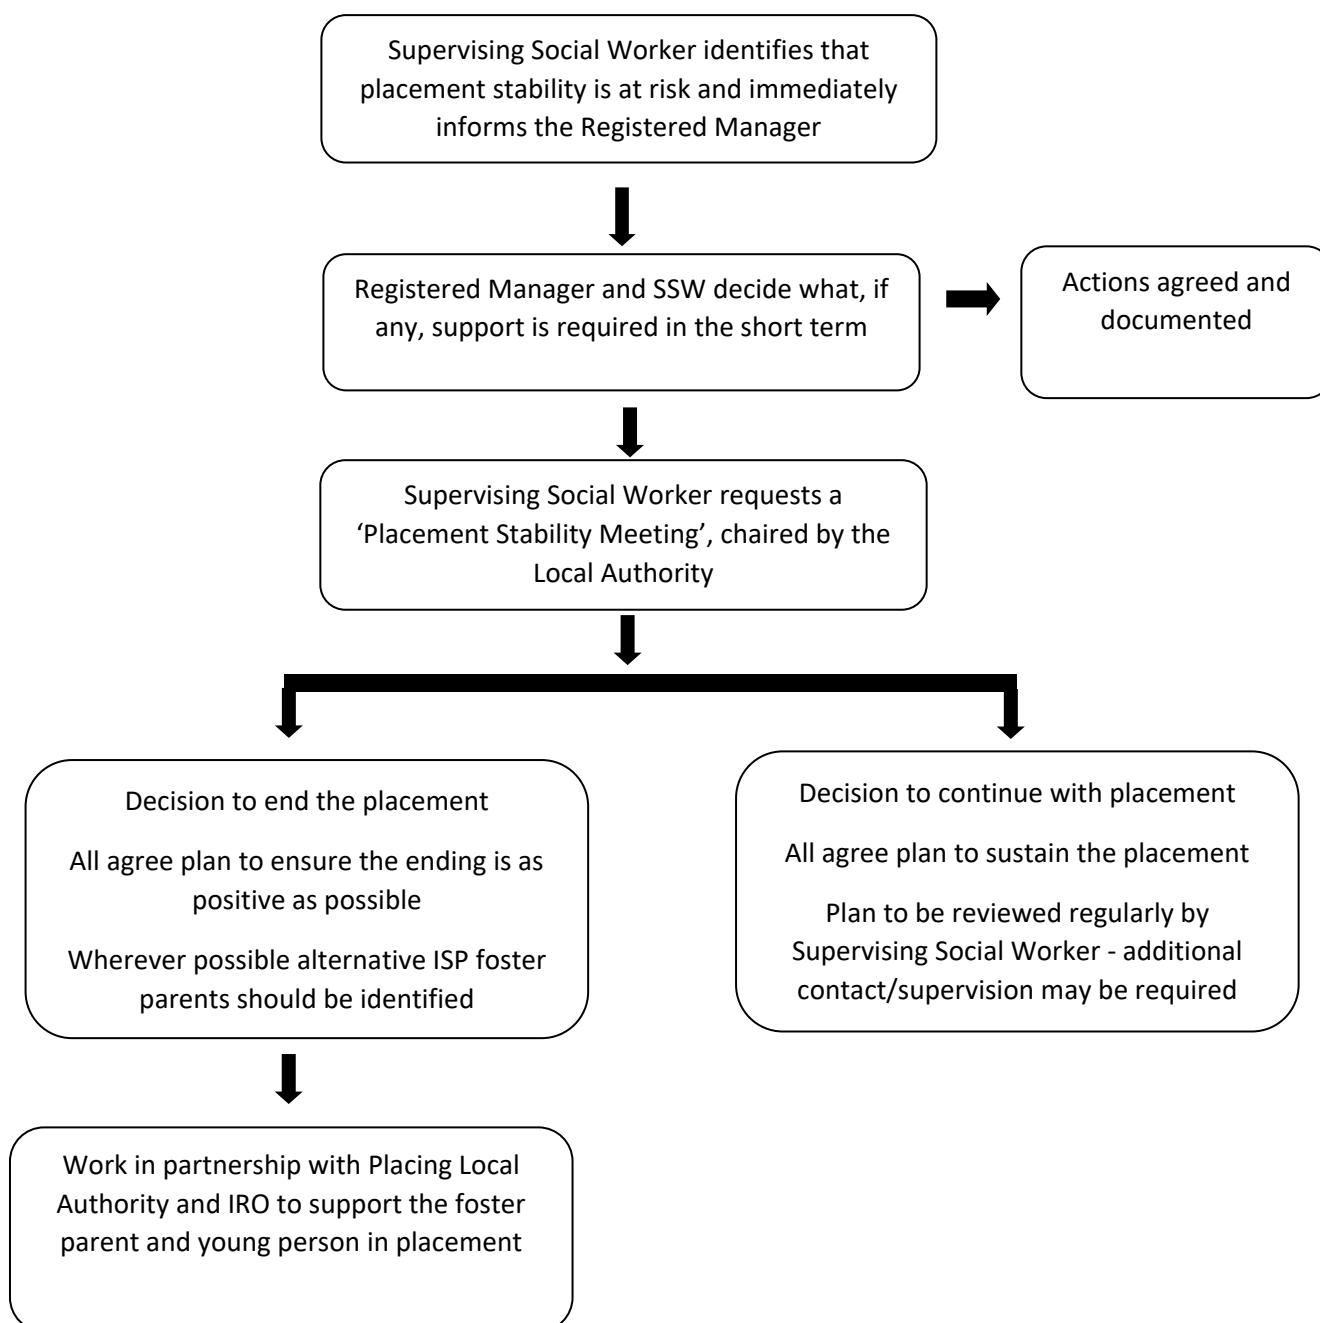 Supervising Social Worker identifies that
placement stability is at risk and immediately
informs the Registered Manager
Registered Manager and SSW decide what, if
any, support is required in the short term
Actions agreed and
documented
Supervising Social Worker requests a
‘Placement Stability Meeting’, chaired by the
Local Authority
Decision to end the placement
All agree plan to ensure the ending is as
positive as possible
Wherever possible alternative ISP foster
parents should be identified
Decision to continue with placement
All agree plan to sustain the placement
Plan to be reviewed regularly by
Supervising Social Worker - additional
contact/supervision may be required
Work in partnership with Placing Local
Authority and IRO to support the foster
parent and young person in placement